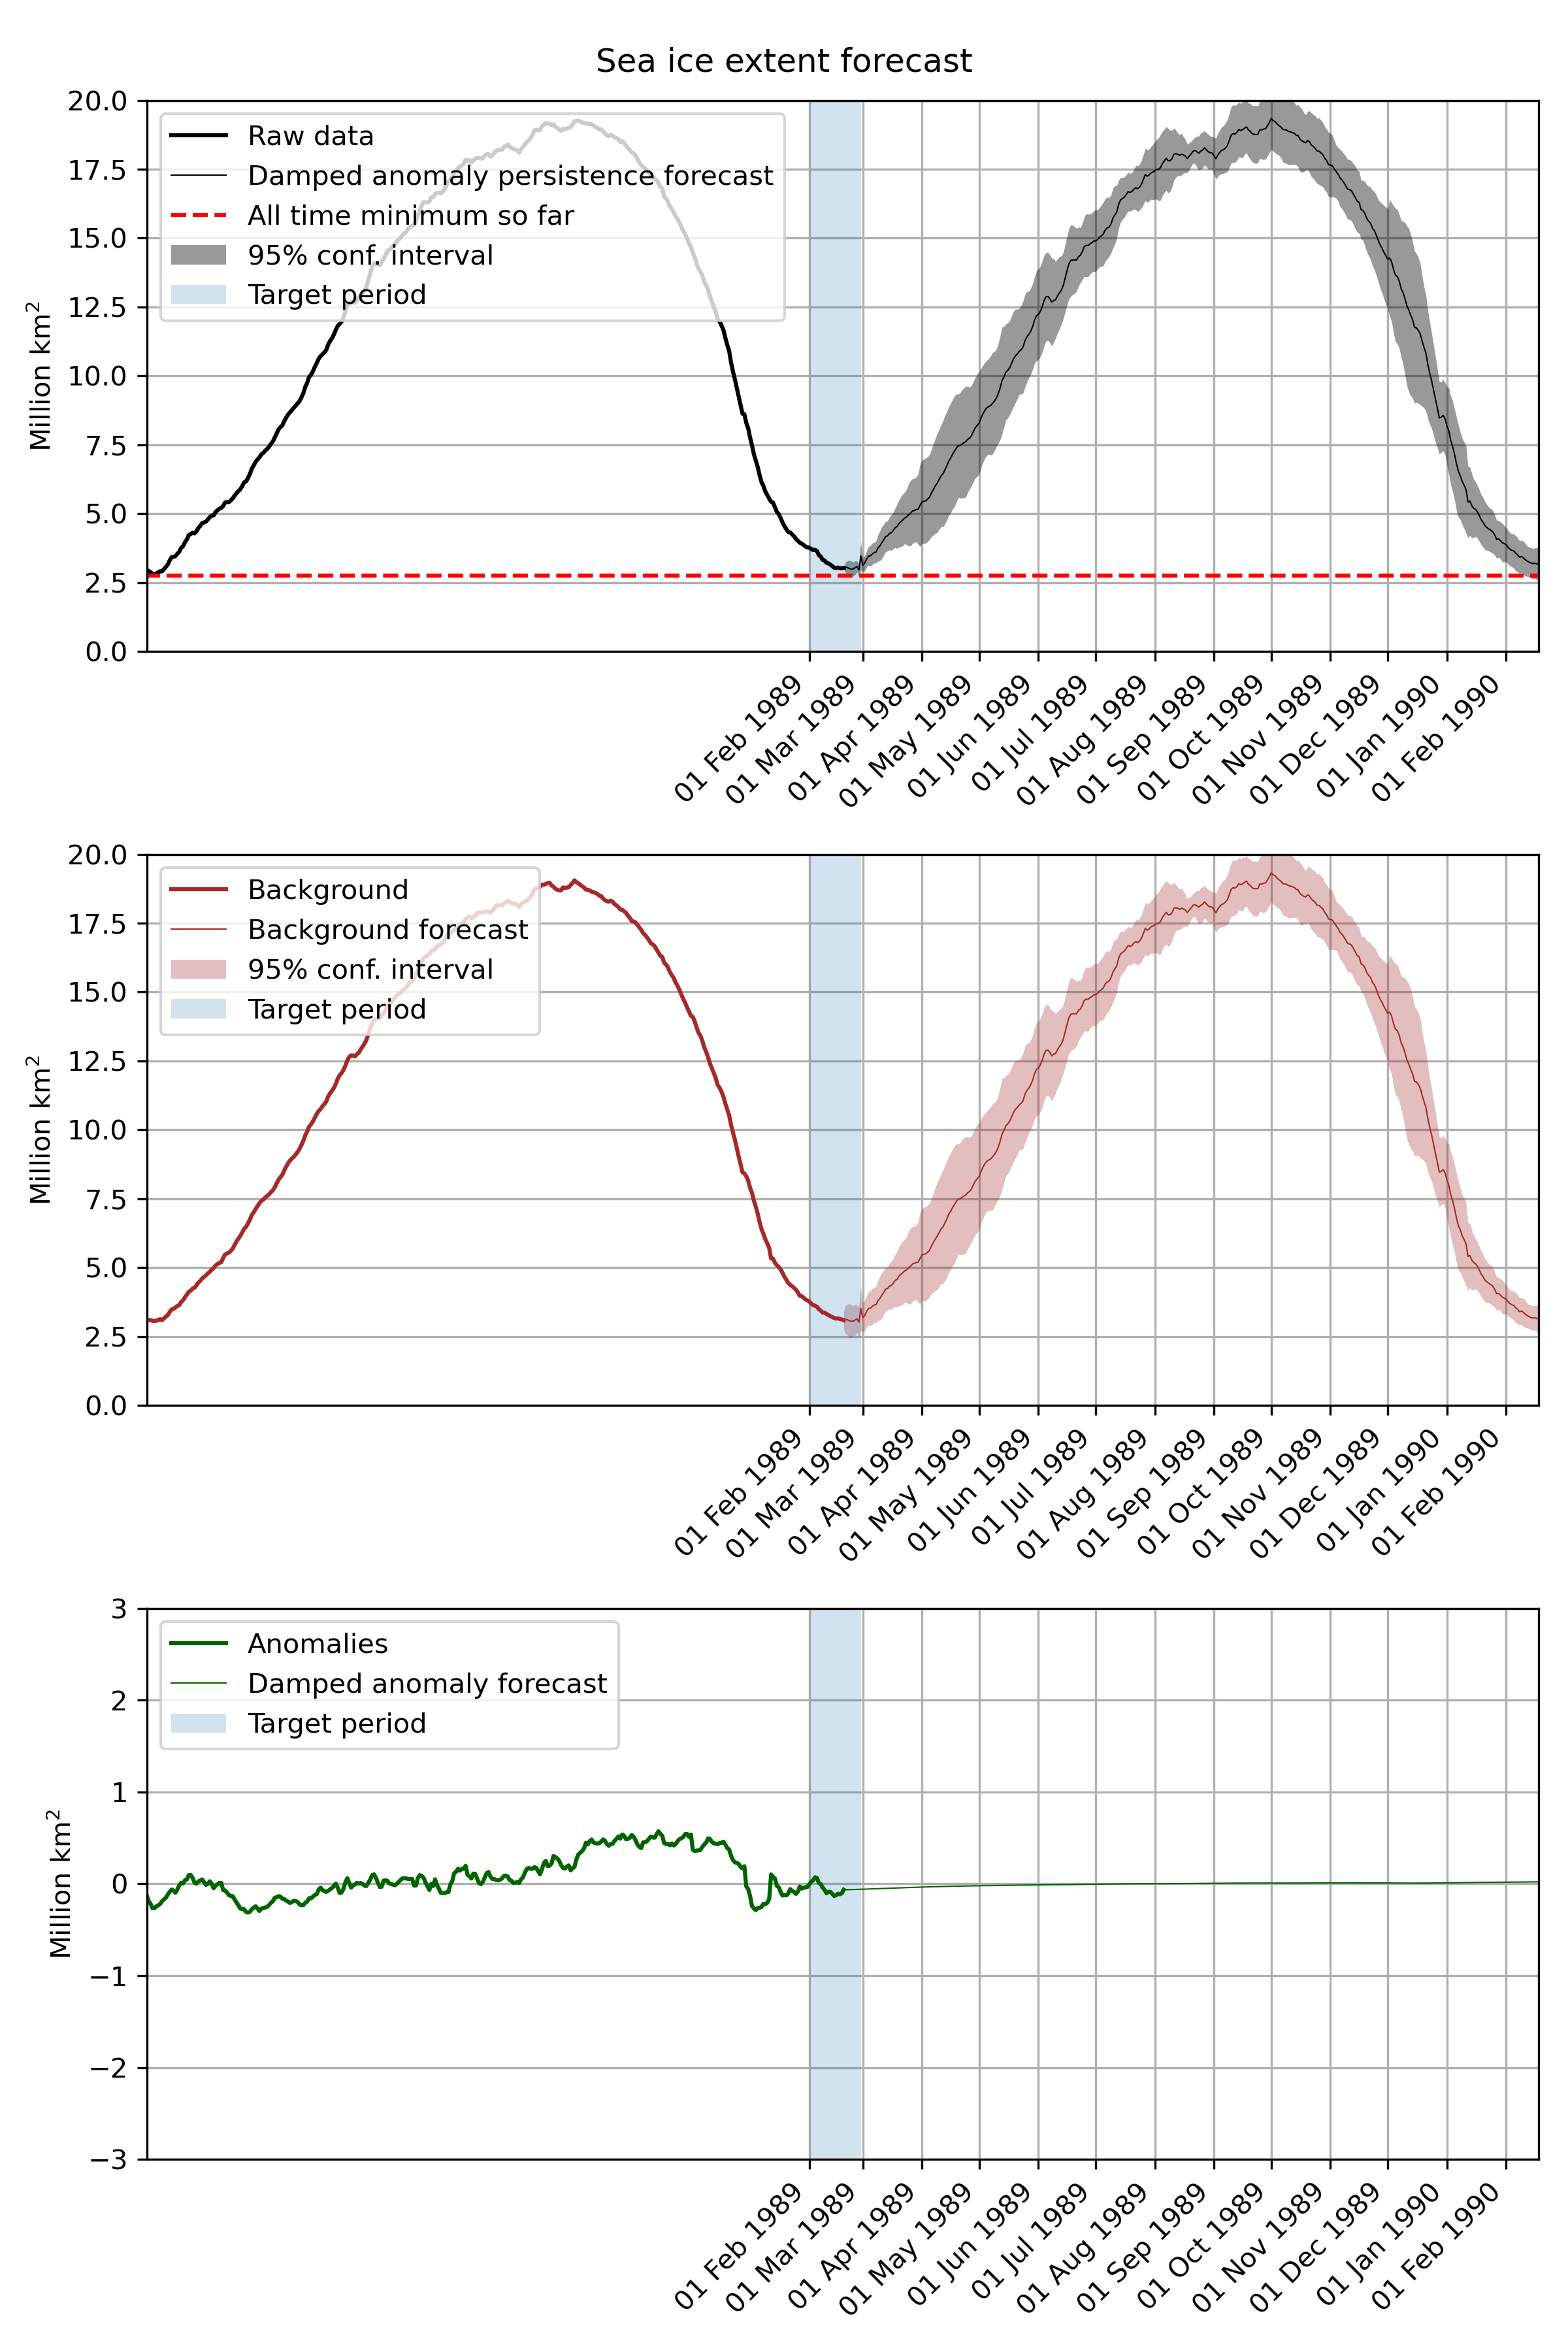 Sea ice extent forecast
20.0
17.5
15.0
12.5
10.0
7.5
5.0
2.5
0.0
Million km²
Raw data
Damped anomaly persistence forecast
All time minimum so far
95% conf. interval
Target period
01 Feb 1989
01 Mar 1989
01 Apr 1989
01 May 1989
01 Jun 1989
01 Jul 1989
01 Aug 1989
01 Sep 1989
01 Oct 1989
01 Nov 1989
01 Dec 1989
01 Jan 1990
01 Feb 1990
20.0
17.5
15.0
12.5
10.0
7.5
5.0
2.5
0.0
Million km²
Background
Background forecast
95% conf. interval
Target period
01 Feb 1989
01 Mar 1989
01 Apr 1989
01 May 1989
01 Jun 1989
01 Jul 1989
01 Aug 1989
01 Sep 1989
01 Oct 1989
01 Nov 1989
01 Dec 1989
01 Jan 1990
01 Feb 1990
3
2
1
0
−1
−2
−3
Million km²
Anomalies
Damped anomaly forecast
Target period
01 Feb 1989
01 Mar 1989
01 Apr 1989
01 May 1989
01 Jun 1989
01 Jul 1989
01 Aug 1989
01 Sep 1989
01 Oct 1989
01 Nov 1989
01 Dec 1989
01 Jan 1990
01 Feb 1990